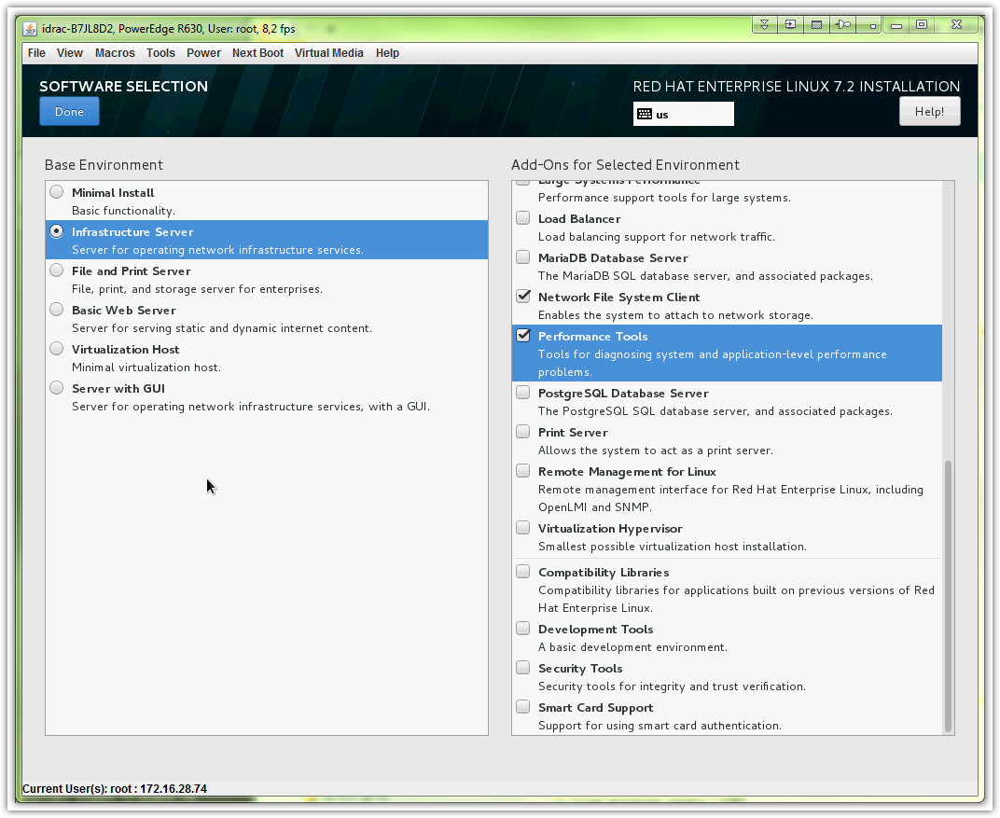 idrac-B7JL8D2, PowerEdge R630, User: root, 8,2 fps
File View Macros Tools Power Next Boot Virtual Media Help
SOFTWARE SELECTION
RED HAT ENTERPRISE LINUX 7.2 INSTALLATION
Done
us
Help!
Base Environment
Minimal Install
Basic functionality.
Infrastructure Server
Server for operating network infrastructure services.
File and Print Server
File, print, and storage server for enterprises.
Basic Web Server
Server for serving static and dynamic internet content.
Virtualization Host
Minimal virtualization host.
Server with GUI
Server for operating network infrastructure services, with a GUI.
Add-Ons for Selected Environment
Large Systems Performance
Performance support tools for large systems.
Load Balancer
Load balancing support for network traffic.
MariaDB Database Server
The MariaDB SQL database server, and associated packages.
Network File System Client
Enables the system to attach to network storage.
Performance Tools
Tools for diagnosing system and application-level performance
problems.
PostgreSQL Database Server
The PostgreSQL SQL database server, and associated packages.
Print Server
Allows the system to act as a print server.
Remote Management for Linux
Remote management interface for Red Hat Enterprise Linux, including
OpenLMI and SNMP.
Virtualization Hypervisor
Smallest possible virtualization host installation.
Compatibility Libraries
Compatibility libraries for applications built on previous versions of Red
Hat Enterprise Linux.
Development Tools
A basic development environment.
Security Tools
Security tools for integrity and trust verification.
Smart Card Support
Support for using smart card authentication.
Current User(s): root : 172.16.28.74